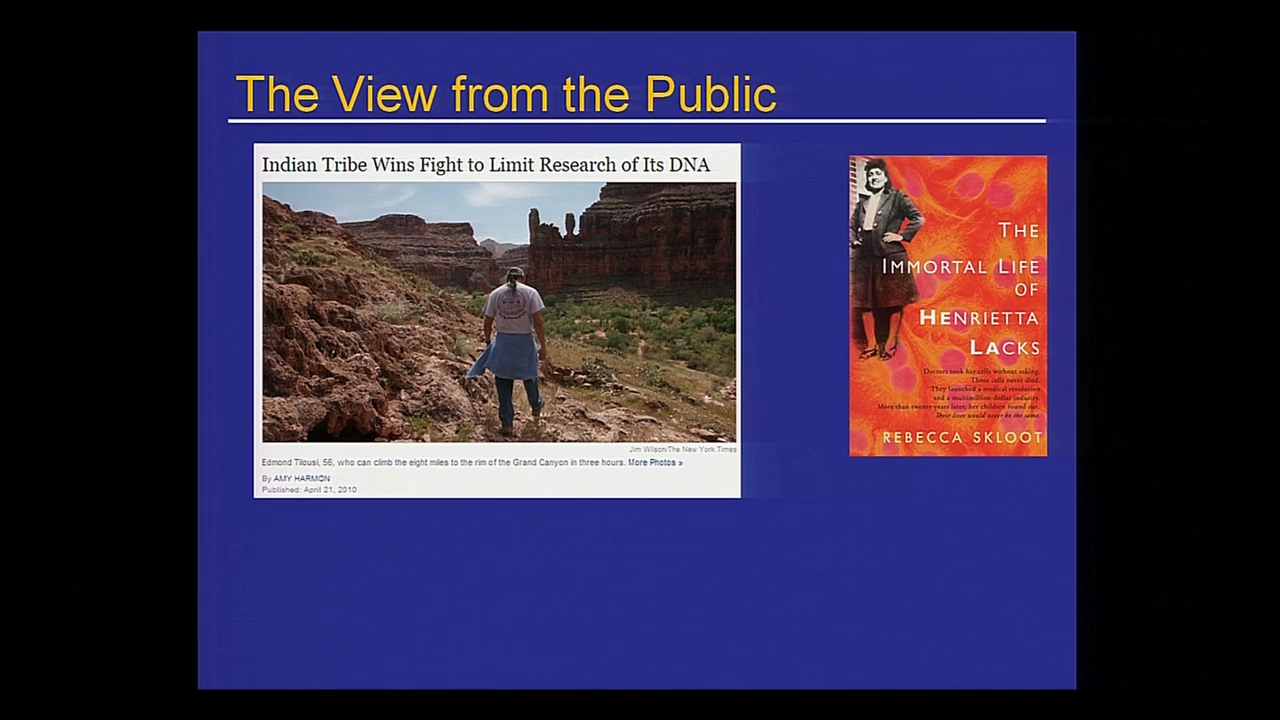 The View from the Public
Indian Tribe Wins Fight to Limit Research of Its DNA
Jim Wilson/The New York Times
Edmond Tilousi, 56, who can climb the eight miles to the rim of the Grand Canyon in three hours. More Photos »
By AMY HARMON
Published: April 21, 2010
THE
IMMORTAL LIFE
OF
HENRIETTA
LACKS
Doctors took her cells without asking.
Those cells never died.
They launched a medical revolution
and a multimillion-dollar industry.
More than twenty years later, her children found out.
Their lives would never be the same.
REBECCA SKLOOT